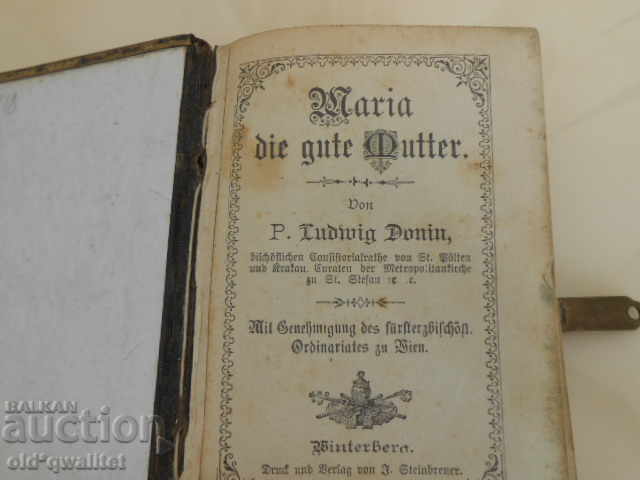 Maria
die gute Mutter.
Von
P. Ludwig Donin,
bischöflichen Consistorialrathe von St. Pölten
und Krakau, Curaten der Metropolitankirche
zu St. Stefan
Mit Genehmigung des fürsterzbischöfl.
Ordinariates zu Wien.
Winterberg.
Druck und Verlag von J. Steinbrener.
BALKAN
auction
old-qwalitet